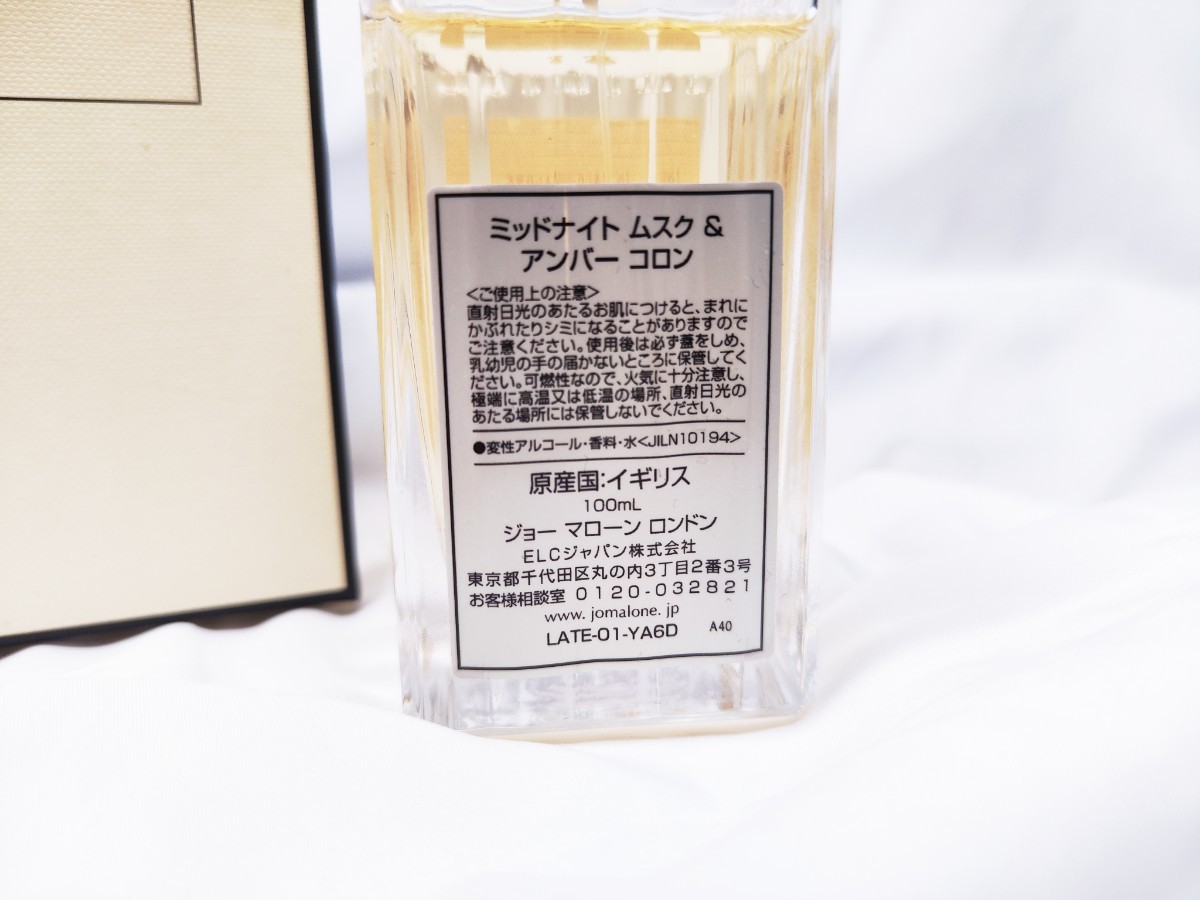 ミッドナイト ムスク &
アンバー コロン
<ご使用上の注意>
直射日光のあたるお肌につけると、まれに
かぶれたりシミになることがありますので
ご注意ください。使用後は必ず蓋をしめ、
乳幼児の手の届かないところに保管してく
ださい。可燃性なので、火気に十分注意し、
極端に高温又は低温の場所、直射日光の
あたる場所には保管しないでください。
●変性アルコール・香料・水<JILN10194>
原産国:イギリス
100mL
ジョー マローン ロンドン
ELCジャパン株式会社
東京都千代田区丸の内3丁目2番3号
お客様相談室 0120-032821
www.jomalone.jp
LATE-01-YA6D A40